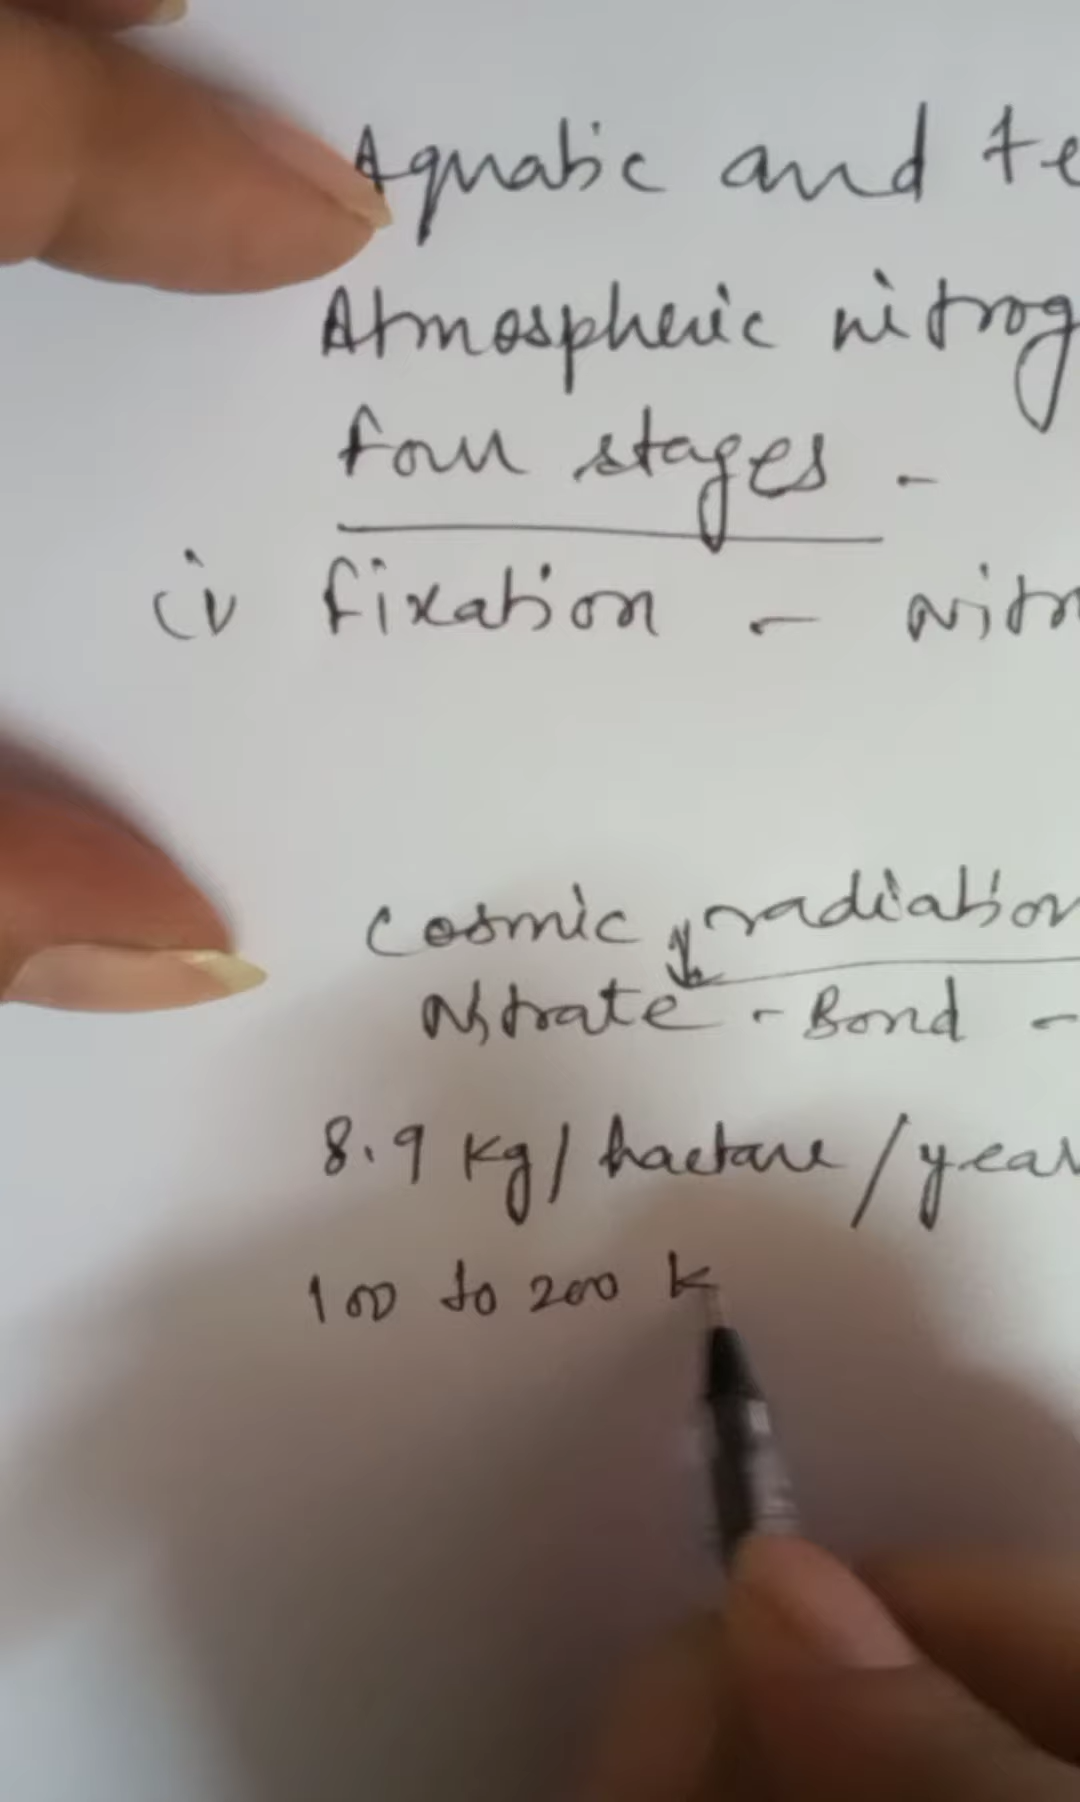 Aquatic and te
Atmospheric nitrog
four stages -
(i) fixation - nitr
Cosmic radiation
Nitrate - Bond -
8.9 kg/ haetare / year
100 to 200 k